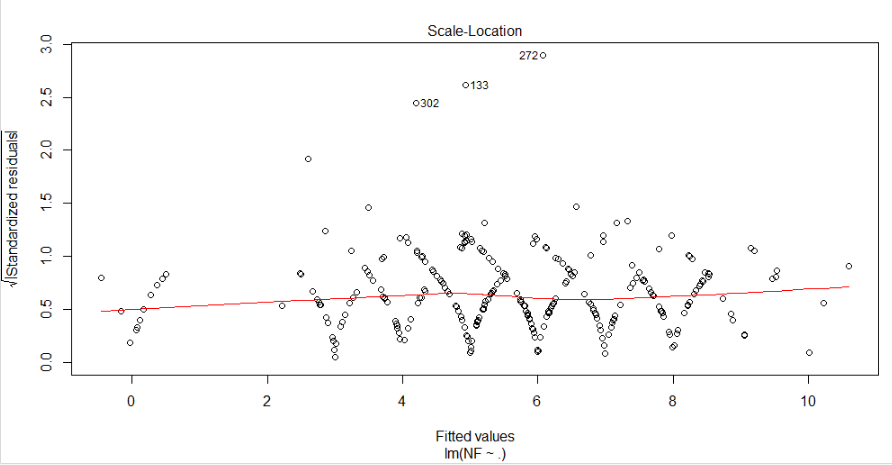 Scale-Location
√|Standardized residuals|
3.0
2.5
2.0
1.5
1.0
0.5
0.0
272
133
302
0 2 4 6 8 10
Fitted values
lm(NF ~ .)